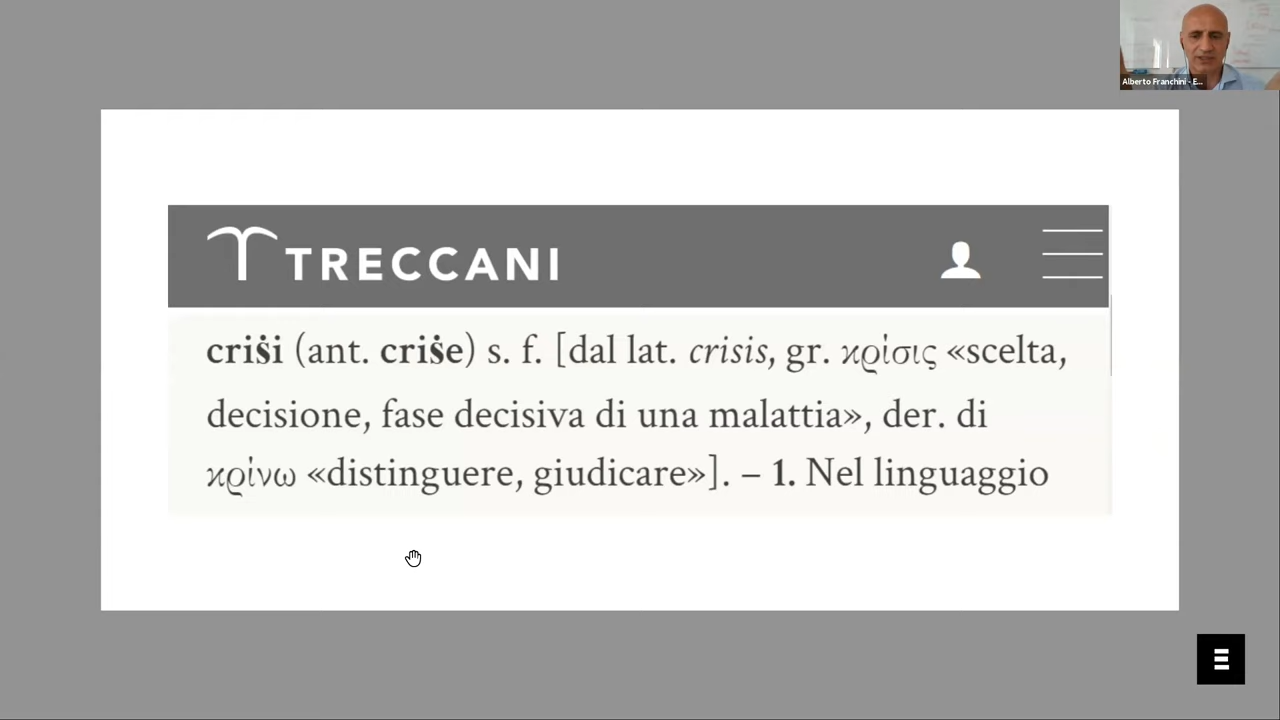 Alberto Franchini - E...
TRECCANI
criṡi (ant. criṡe) s. f. [dal lat. crisis, gr. κρίσις «scelta,
decisione, fase decisiva di una malattia», der. di
κρίνω «distinguere, giudicare»]. – 1. Nel linguaggio